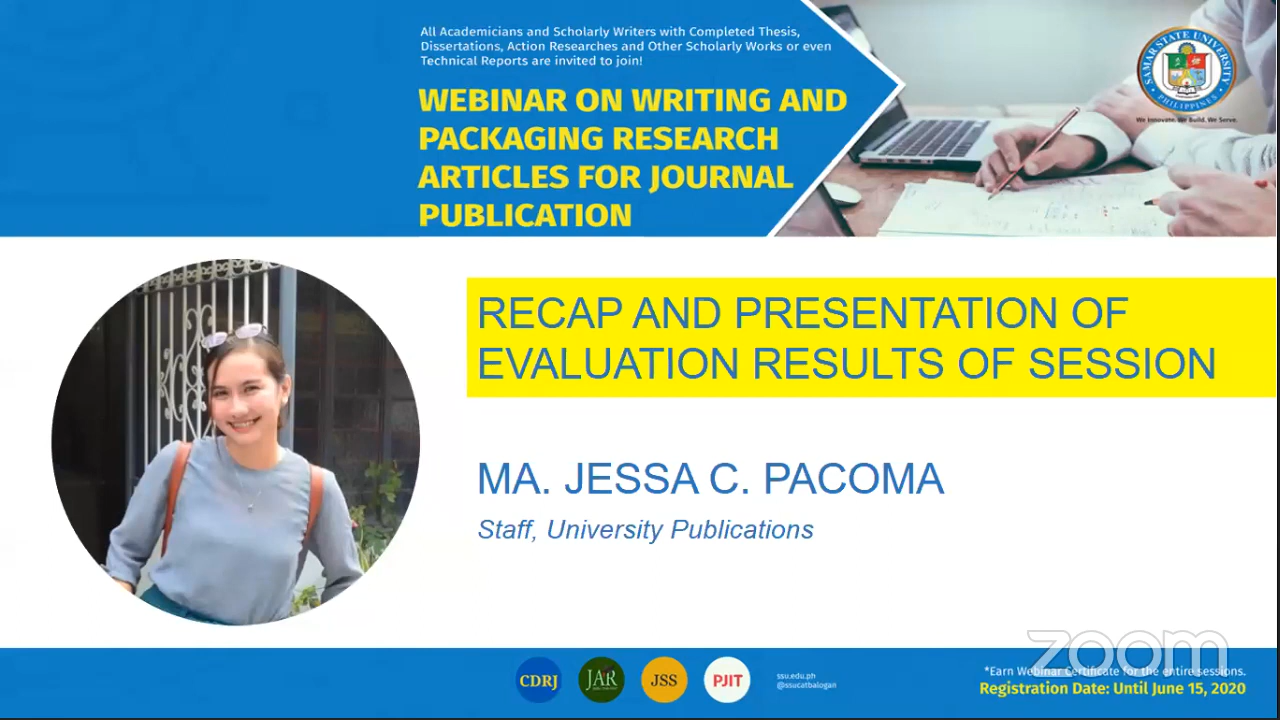 All Academicians and Scholarly Writers with Completed Thesis,
Dissertations, Action Researches and Other Scholarly Works or even
Technical Reports are invited to join!
WEBINAR ON WRITING AND
PACKAGING RESEARCH
ARTICLES FOR JOURNAL
PUBLICATION
SAMAR STATE UNIVERSITY
PHILIPPINES
We Innovate. We Build. We Serve.
RECAP AND PRESENTATION OF
EVALUATION RESULTS OF SESSION
MA. JESSA C. PACOMA
Staff, University Publications
zoom
CDRJ
JAR
JSS
PJIT
ssu.edu.ph
@ssucatbalogan
*Earn Webinar Certificate for the entire sessions.
Registration Date: Until June 15, 2020